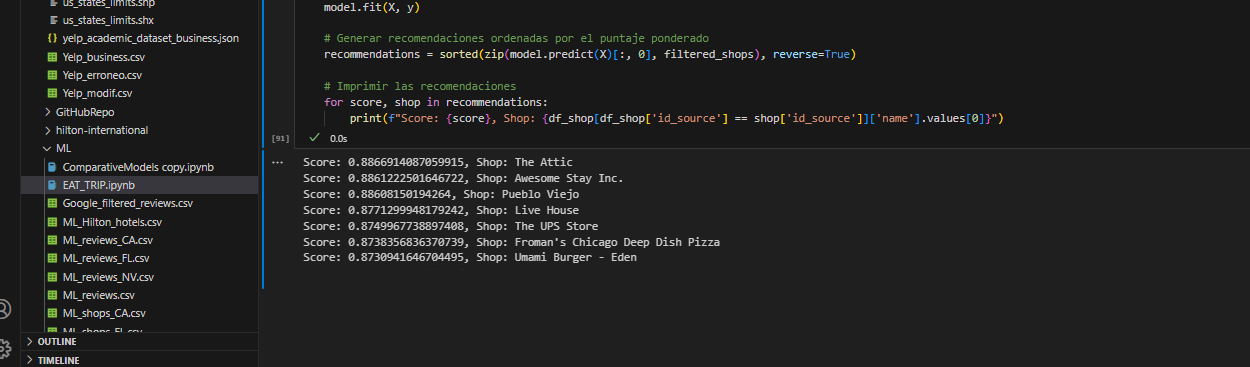 us_states_limits.shp
us_states_limits.shx
{} yelp_academic_dataset_business.json
Yelp_business.csv
Yelp_erroneo.csv
Yelp_modif.csv
GitHubRepo
hilton-international
ML
ComparativeModels copy.ipynb
EAT_TRIP.ipynb
Google_filtered_reviews.csv
ML_Hilton_hotels.csv
ML_reviews_CA.csv
ML_reviews_FL.csv
ML_reviews_NV.csv
ML_reviews.csv
ML_shops_CA.csv
ML_shops_FL.csv
OUTLINE
TIMELINE
model.fit(X, y)
# Generar recomendaciones ordenadas por el puntaje ponderado
recommendations = sorted(zip(model.predict(X)[:, 0], filtered_shops), reverse=True)
# Imprimir las recomendaciones
for score, shop in recommendations:
print(f"Score: {score}, Shop: {df_shop[df_shop['id_source'] == shop['id_source']]['name'].values[0]}")
[91]
0.0s
...
Score: 0.8866914087059915, Shop: The Attic
Score: 0.8861222501646722, Shop: Awesome Stay Inc.
Score: 0.88608150194264, Shop: Pueblo Viejo
Score: 0.8771299948179242, Shop: Live House
Score: 0.8749967738897408, Shop: The UPS Store
Score: 0.8738356836370739, Shop: Froman's Chicago Deep Dish Pizza
Score: 0.8730941646704495, Shop: Umami Burger - Eden